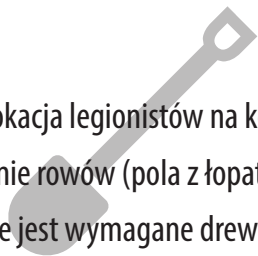 okacja legionistów na k
nie rowów (pola z łopat
e jest wymagane drew